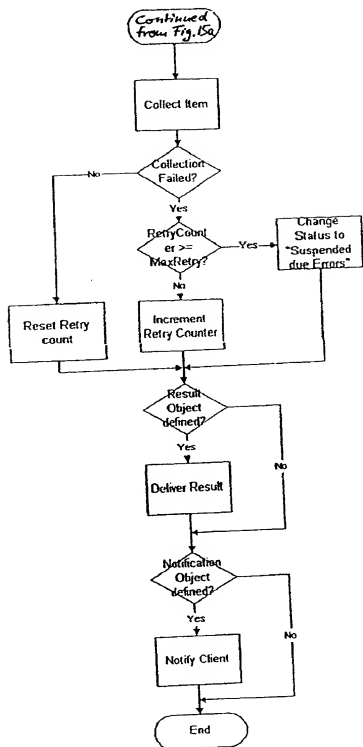 Continued
from Fig.15a
Collect Item
Collection
Failed?
No
Yes
RetryCount
er >=
MaxRetry?
Yes
Change
Status to
"Suspended
due Errors"
No
Reset Retry
count
Increment
Retry Counter
Result
Object
defined?
Yes
No
Deliver Result
Notification
Object
defined?
Yes
No
Notify Client
End